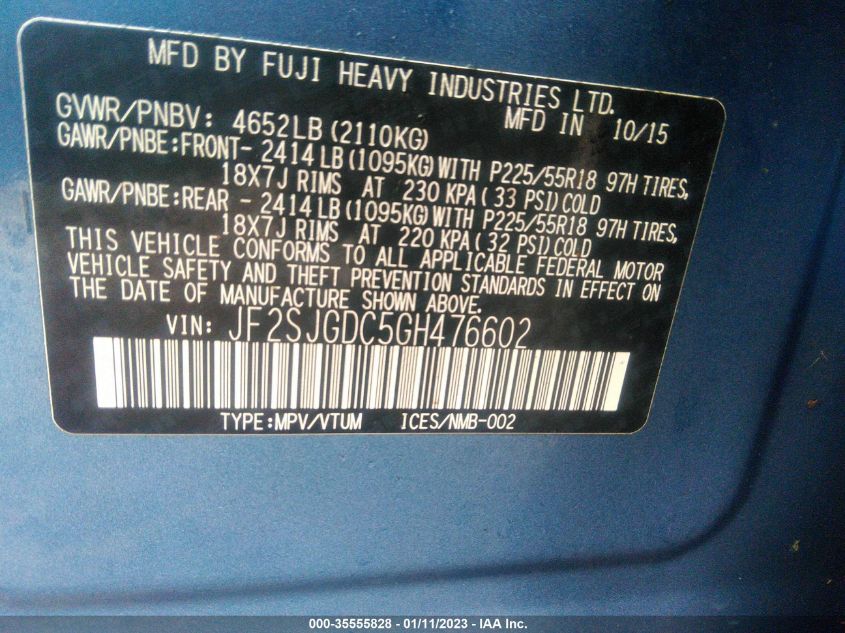 MFD BY FUJI HEAVY INDUSTRIES LTD.
GVWR/PNBV: 4652LB(2110KG) MFD IN 10/15
GAWR/PNBE:FRONT- 2414LB(1095KG)WITH P225/55R18 97H TIRES,
18X7J RIMS AT 230 KPA(33 PSI)COLD
GAWR/PNBE:REAR - 2414LB(1095KG)WITH P225/55R18 97H TIRES,
18X7J RIMS AT 220 KPA(32 PSI)COLD
THIS VEHICLE CONFORMS TO ALL APPLICABLE FEDERAL MOTOR
VEHICLE SAFETY AND THEFT PREVENTION STANDARDS IN EFFECT ON
THE DATE OF MANUFACTURE SHOWN ABOVE.
VIN: JF2SJGDC5GH476602
TYPE:MPV/VTUM ICES/NMB-002
000-35555828 - 01/11/2023 - IAA Inc.